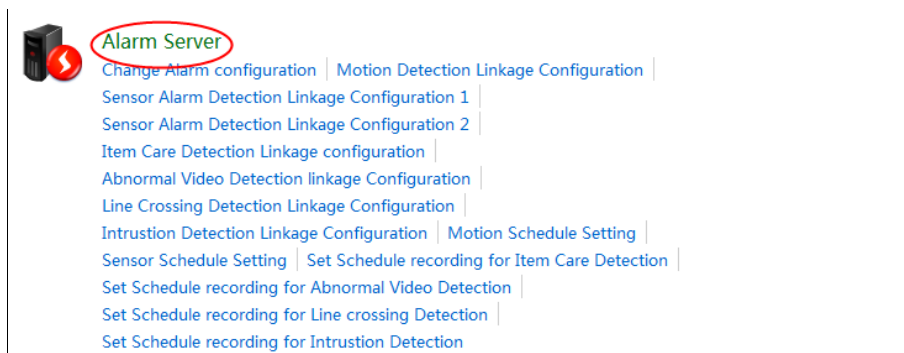 Alarm Server
Change Alarm configuration | Motion Detection Linkage Configuration |
Sensor Alarm Detection Linkage Configuration 1 |
Sensor Alarm Detection Linkage Configuration 2 |
Item Care Detection Linkage configuration |
Abnormal Video Detection linkage Configuration |
Line Crossing Detection Linkage Configuration |
Intrustion Detection Linkage Configuration | Motion Schedule Setting |
Sensor Schedule Setting | Set Schedule recording for Item Care Detection |
Set Schedule recording for Abnormal Video Detection |
Set Schedule recording for Line crossing Detection |
Set Schedule recording for Intrustion Detection